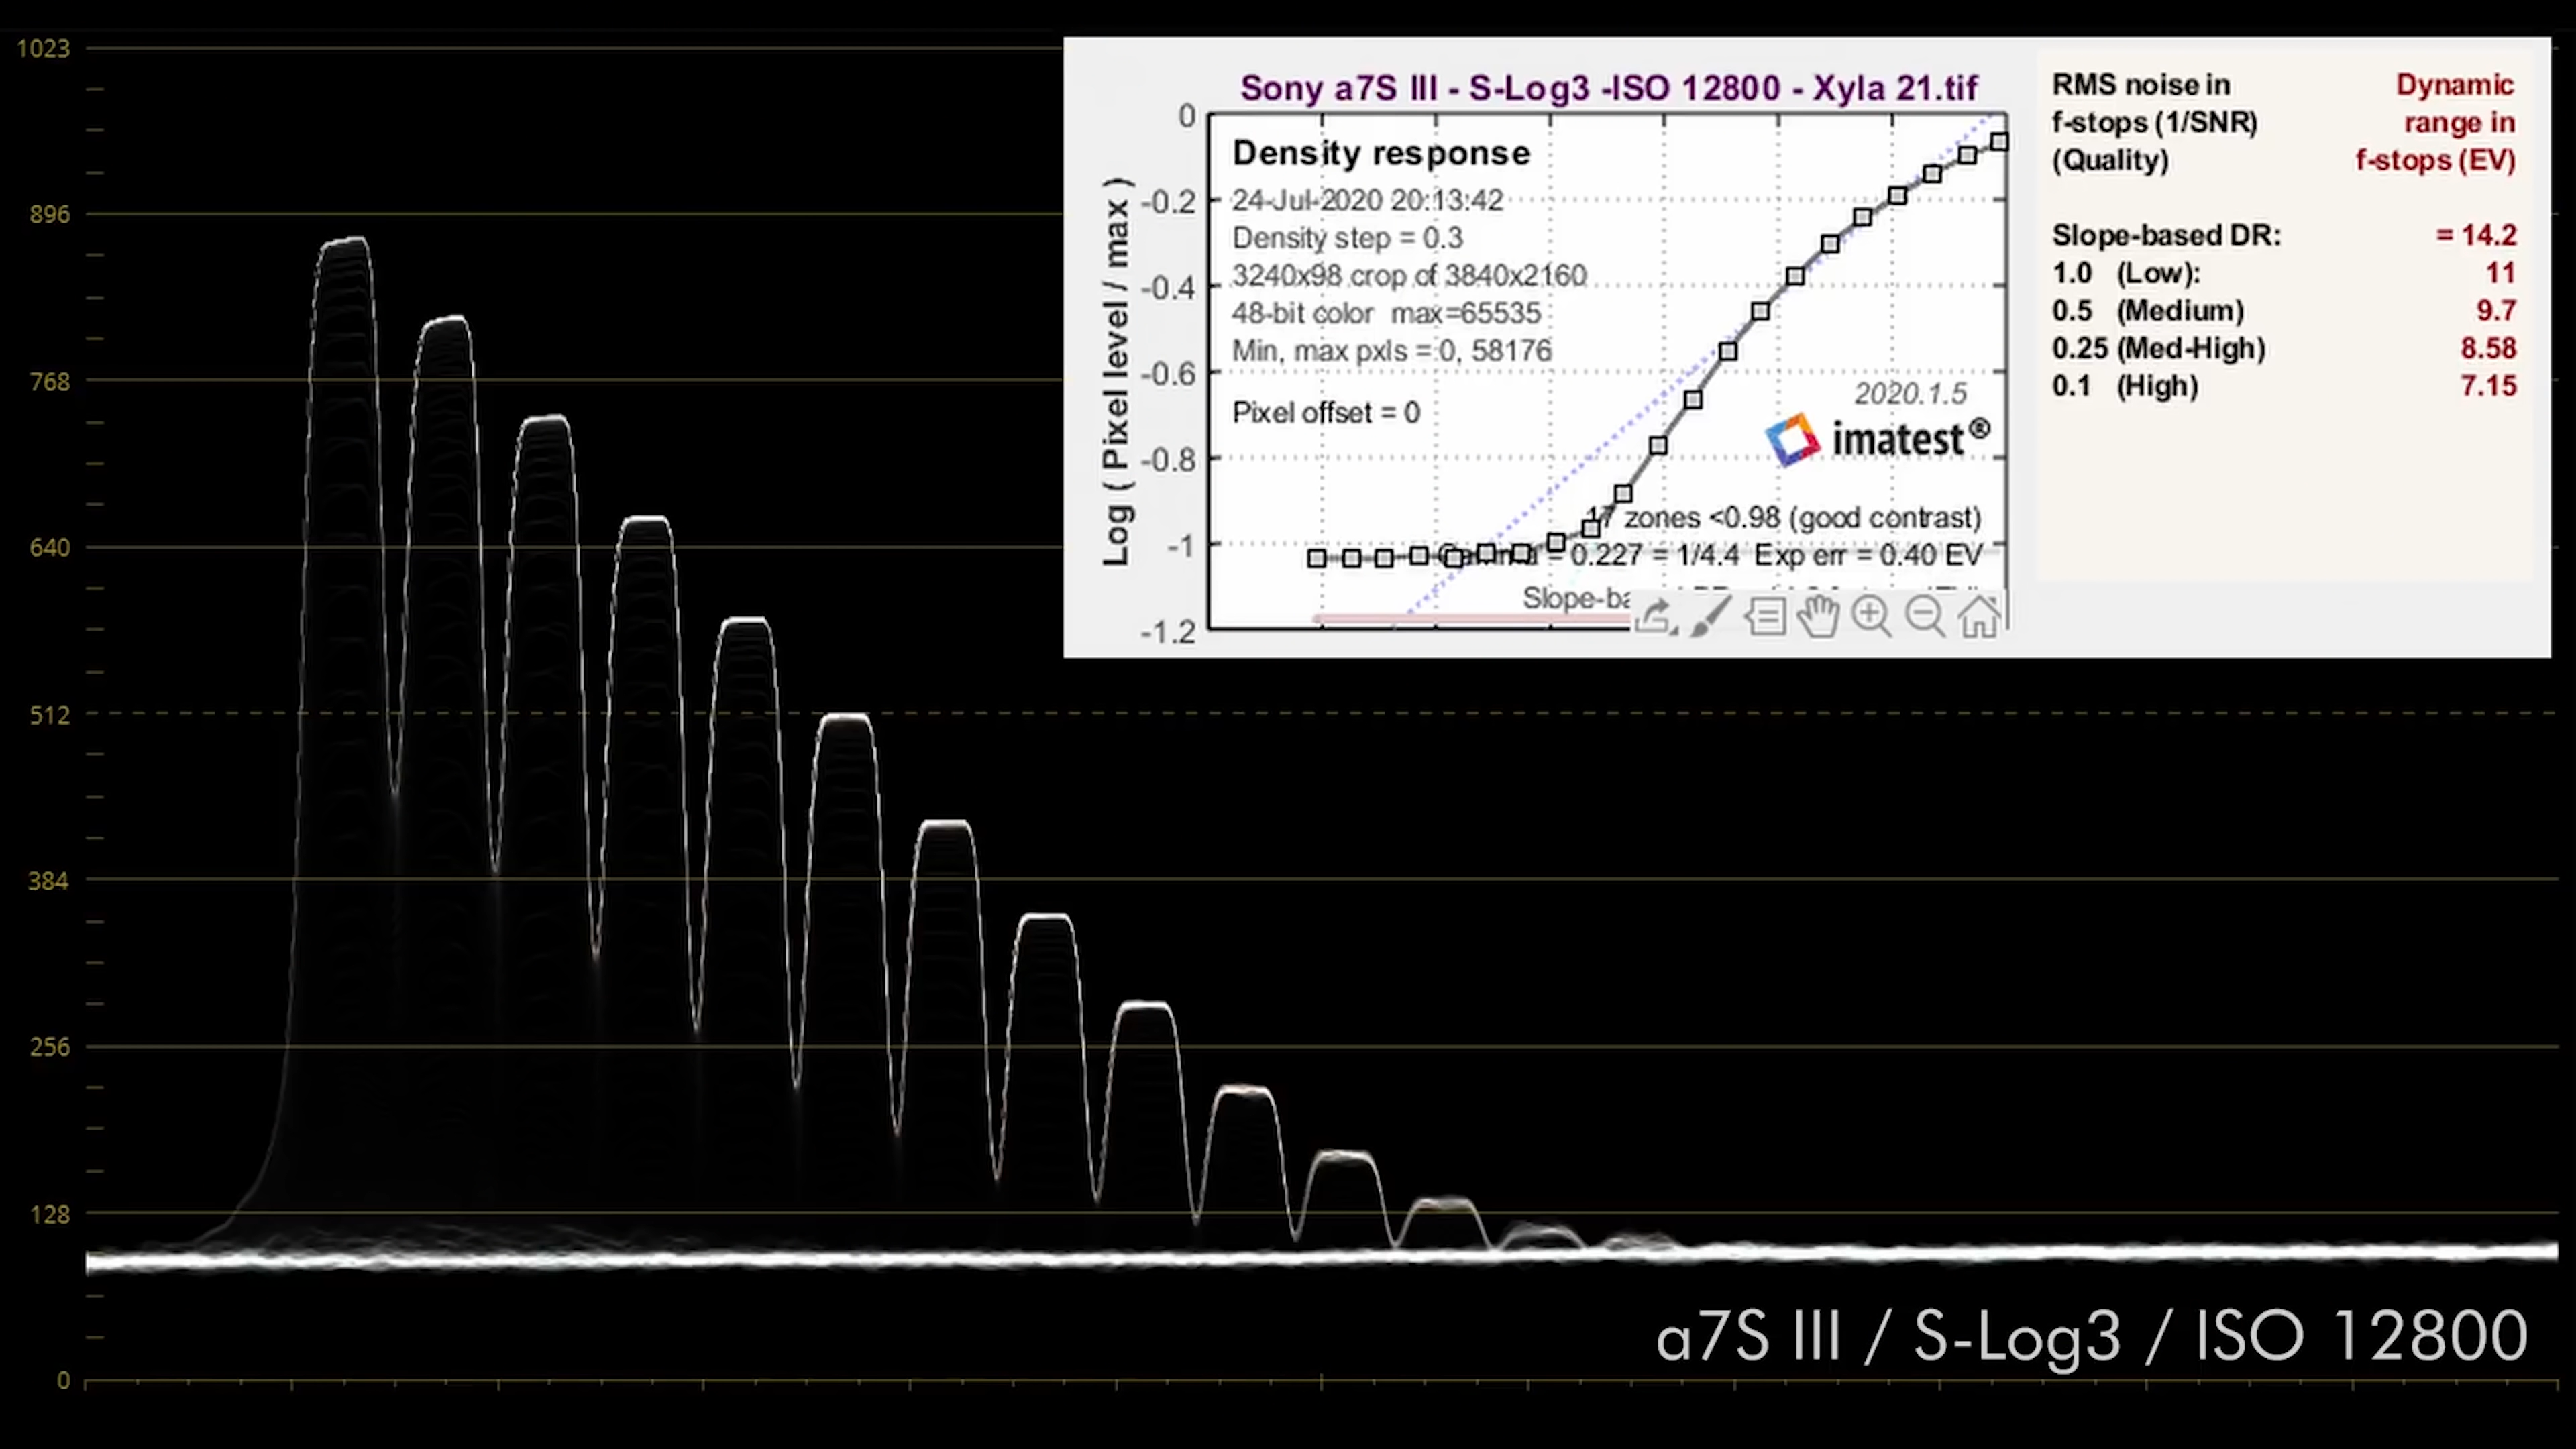 1023
896
768
640
512
384
256
128
0
Sony a7S III - S-Log3 -ISO 12800 - Xyla 21.tif
Log ( Pixel level / max )
0
-0.2
-0.4
-0.6
-0.8
-1
-1.2
Density response
24-Jul-2020 20:13:42
Density step = 0.3
3240x98 crop of 3840x2160
48-bit color max=65535
Min, max pxls = 0, 58176
Pixel offset = 0
2020.1.5
imatest®
17 zones <0.98 (good contrast)
= 0.227 = 1/4.4 Exp err = 0.40 EV
RMS noise in
f-stops (1/SNR)
(Quality)
Dynamic
range in
f-stops (EV)
Slope-based DR: = 14.2
1.0 (Low): 11
0.5 (Medium) 9.7
0.25 (Med-High) 8.58
0.1 (High) 7.15
a7S III / S-Log3 / ISO 12800